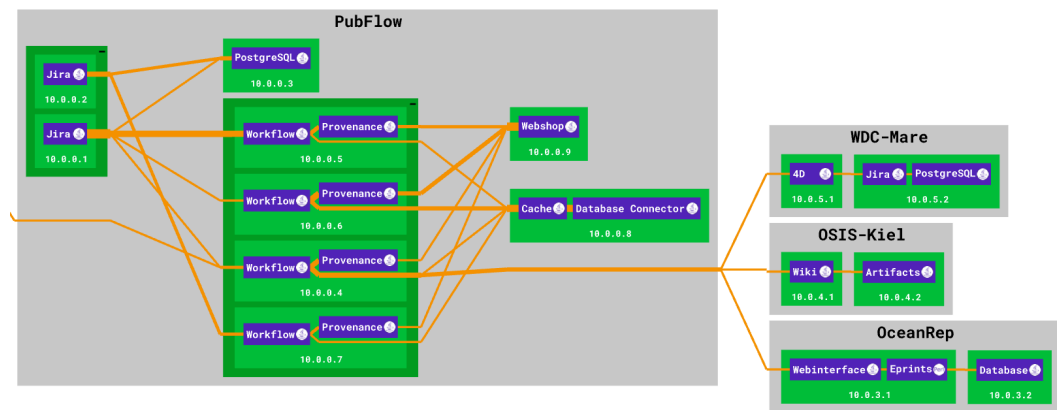 PubFlow
Jira
10.0.0.2
Jira
10.0.0.1
PostgreSQL
10.0.0.3
Workflow Provenance
10.0.0.5
Workflow Provenance
10.0.0.6
Workflow Provenance
10.0.0.4
Workflow Provenance
10.0.0.7
Webshop
10.0.0.9
Cache Database Connector
10.0.0.8
WDC-Mare
4D
10.0.5.1
Jira PostgreSQL
10.0.5.2
OSIS-Kiel
Wiki
10.0.4.1
Artifacts
10.0.4.2
OceanRep
Webinterface Eprints
10.0.3.1
Database
10.0.3.2